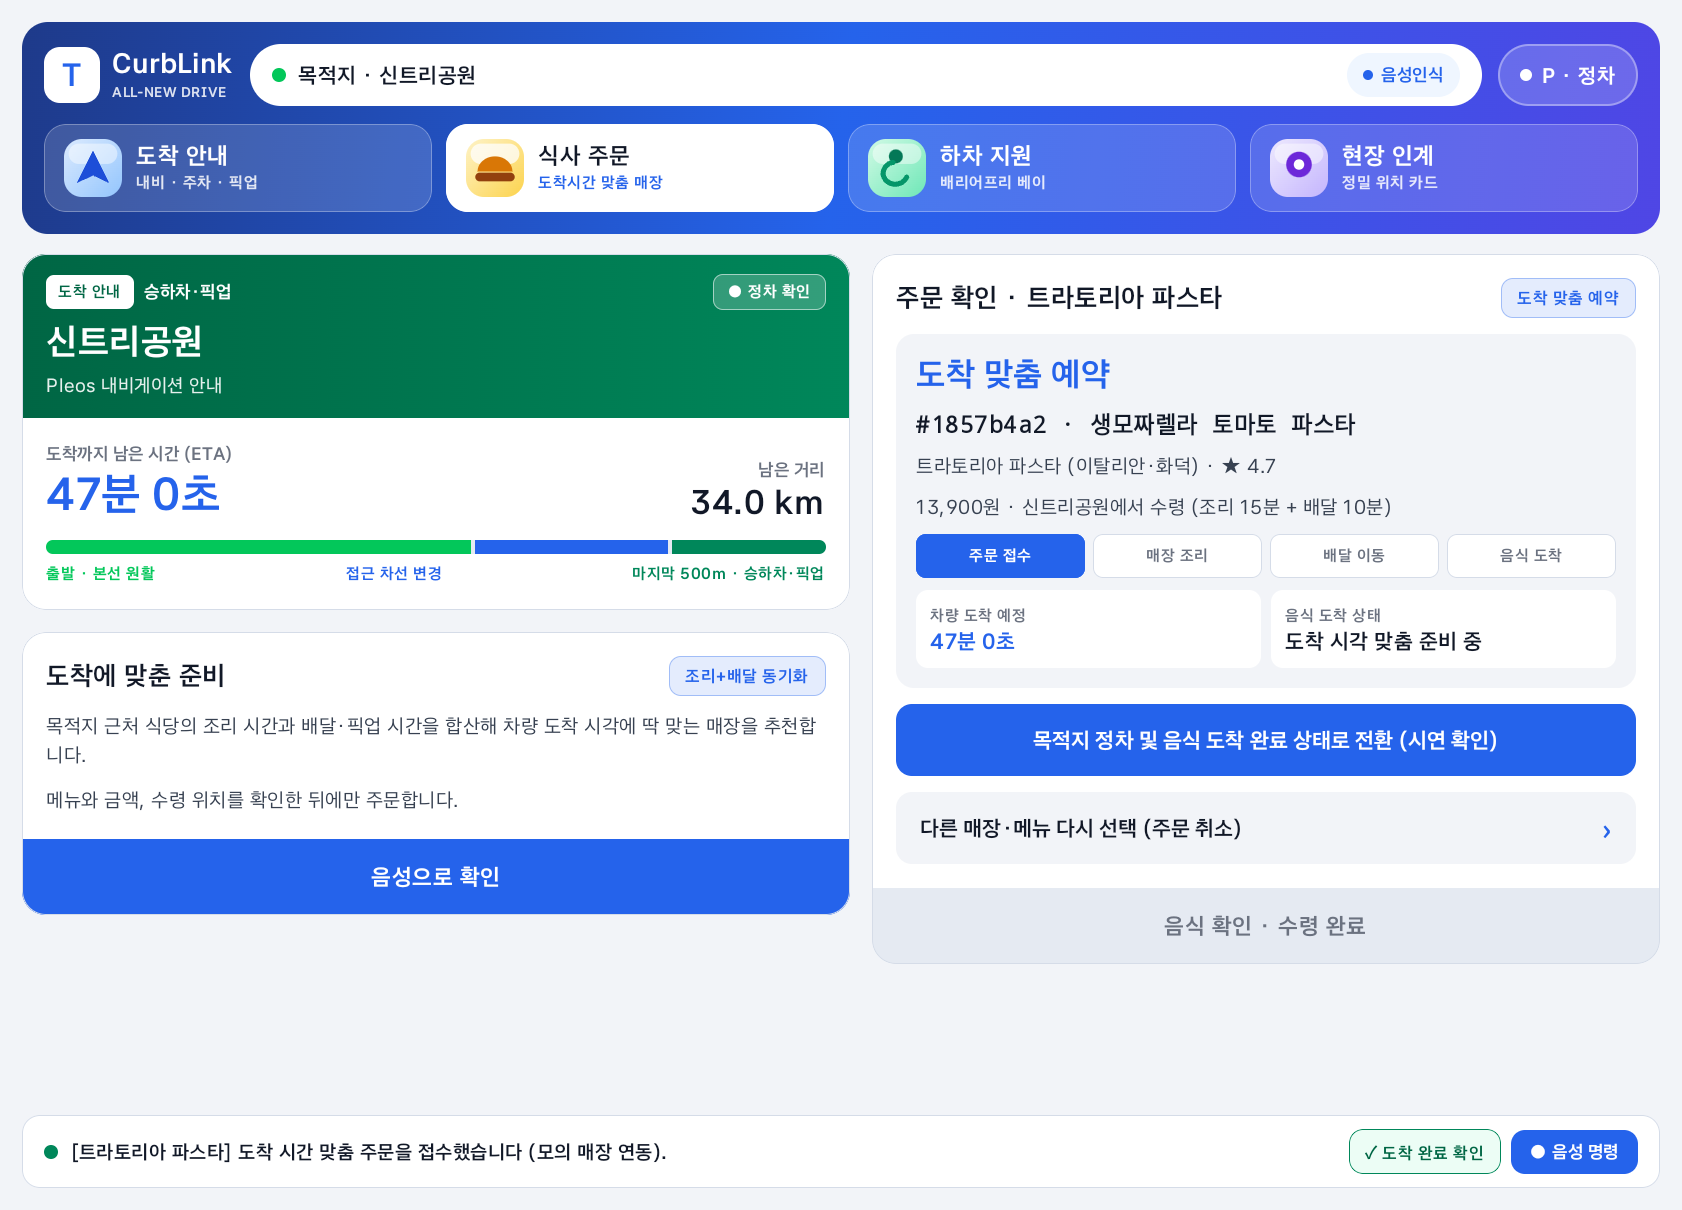 T
CurbLink
ALL-NEW DRIVE
목적지 · 신트리공원
음성인식
P · 정차
도착 안내
내비 · 주차 · 픽업
식사 주문
도착시간 맞춤 매장
하차 지원
배리어프리 베이
현장 인계
정밀 위치 카드
도착 안내
승하차·픽업
정차 확인
신트리공원
Pleos 내비게이션 안내
도착까지 남은 시간 (ETA)
47분 0초
남은 거리
34.0 km
출발 · 본선 원활
접근 차선 변경
마지막 500m · 승하차·픽업
도착에 맞춘 준비
조리+배달 동기화
목적지 근처 식당의 조리 시간과 배달·픽업 시간을 합산해 차량 도착 시각에 딱 맞는 매장을 추천합
니다.
메뉴와 금액, 수령 위치를 확인한 뒤에만 주문합니다.
음성으로 확인
주문 확인 · 트라토리아 파스타
도착 맞춤 예약
도착 맞춤 예약
#1857b4a2 · 생모짜렐라 토마토 파스타
트라토리아 파스타 (이탈리안·화덕) · ★ 4.7
13,900원 · 신트리공원에서 수령 (조리 15분 + 배달 10분)
주문 접수
매장 조리
배달 이동
음식 도착
차량 도착 예정
47분 0초
음식 도착 상태
도착 시각 맞춤 준비 중
목적지 정차 및 음식 도착 완료 상태로 전환 (시연 확인)
다른 매장·메뉴 다시 선택 (주문 취소)
›
음식 확인 · 수령 완료
[트라토리아 파스타] 도착 시간 맞춤 주문을 접수했습니다 (모의 매장 연동).
✓ 도착 완료 확인
음성 명령